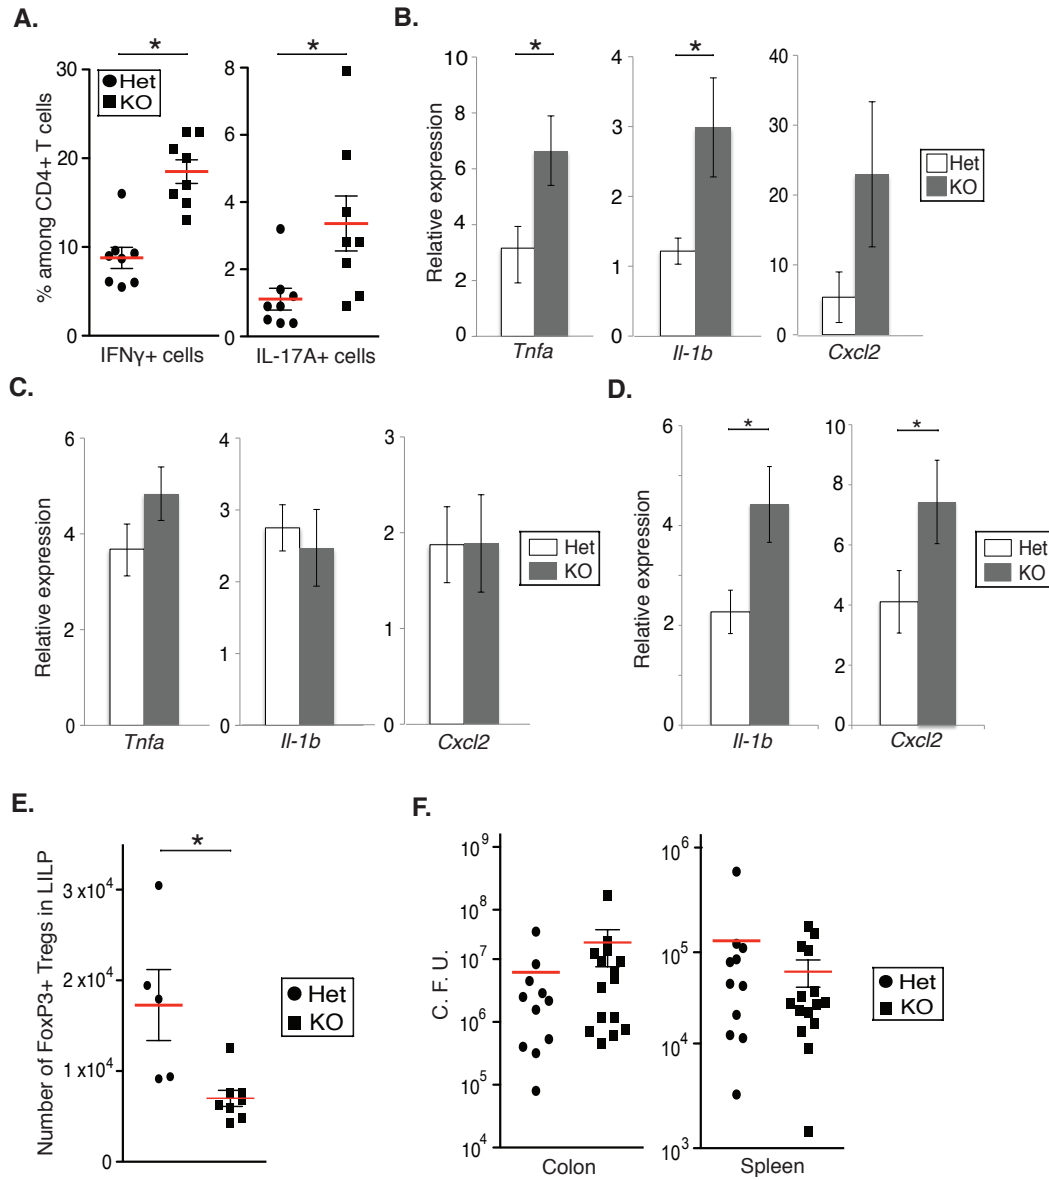 A.
*
*
30
20
10
0
Het
KO
% among CD4+ T cells
IFNγ+ cells
8
6
4
2
0
IL-17A+ cells
B.
*
*
10
8
6
4
2
0
Relative expression
Tnfa
4
3
2
1
0
Il-1b
40
30
20
10
0
Cxcl2
Het
KO
C.
6
4
2
0
Relative expression
Tnfa
4
3
2
1
0
Il-1b
3
2
1
0
Cxcl2
Het
KO
D.
*
*
6
4
2
0
Relative expression
Il-1b
10
8
6
4
2
0
Cxcl2
Het
KO
E.
*
3 x10⁴
2 x10⁴
1 x10⁴
0
Number of FoxP3+ Tregs in LILP
Het
KO
F.
10⁹
10⁸
10⁷
10⁶
10⁵
10⁴
C. F. U.
Colon
10⁶
10⁵
10⁴
10³
Spleen
Het
KO